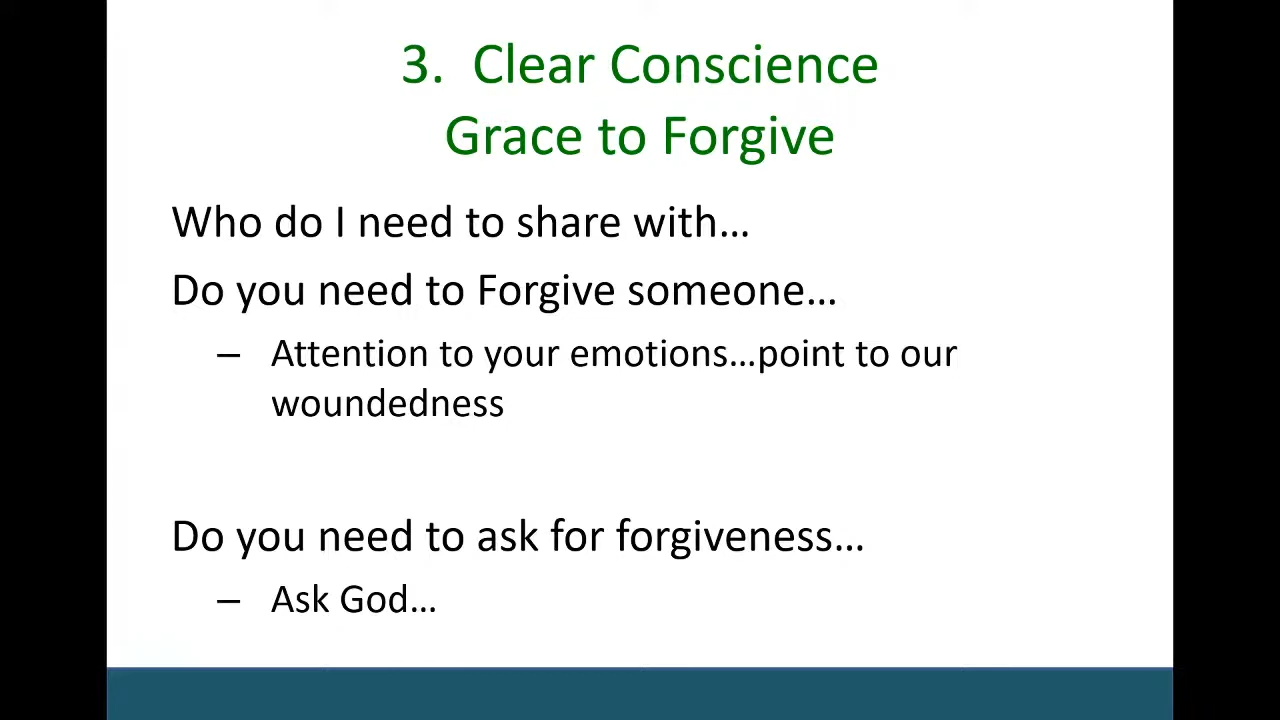 3. Clear Conscience
Grace to Forgive
Who do I need to share with…
Do you need to Forgive someone…
– Attention to your emotions…point to our
woundedness
Do you need to ask for forgiveness…
– Ask God…